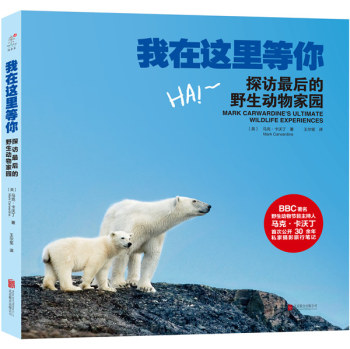 我在这里等你
探访最后的
野生动物家园
MARK CARWARDINE'S ULTIMATE
WILDLIFE EXPERIENCES
HA!~
[英] 马克·卡沃丁 著
Mark Carwardine
BBC著名
野生动物节目主持人
马克·卡沃丁
首次公开 30 余年
私家探影旅行笔记
我在这里等你
探访最后的
野生动物家园